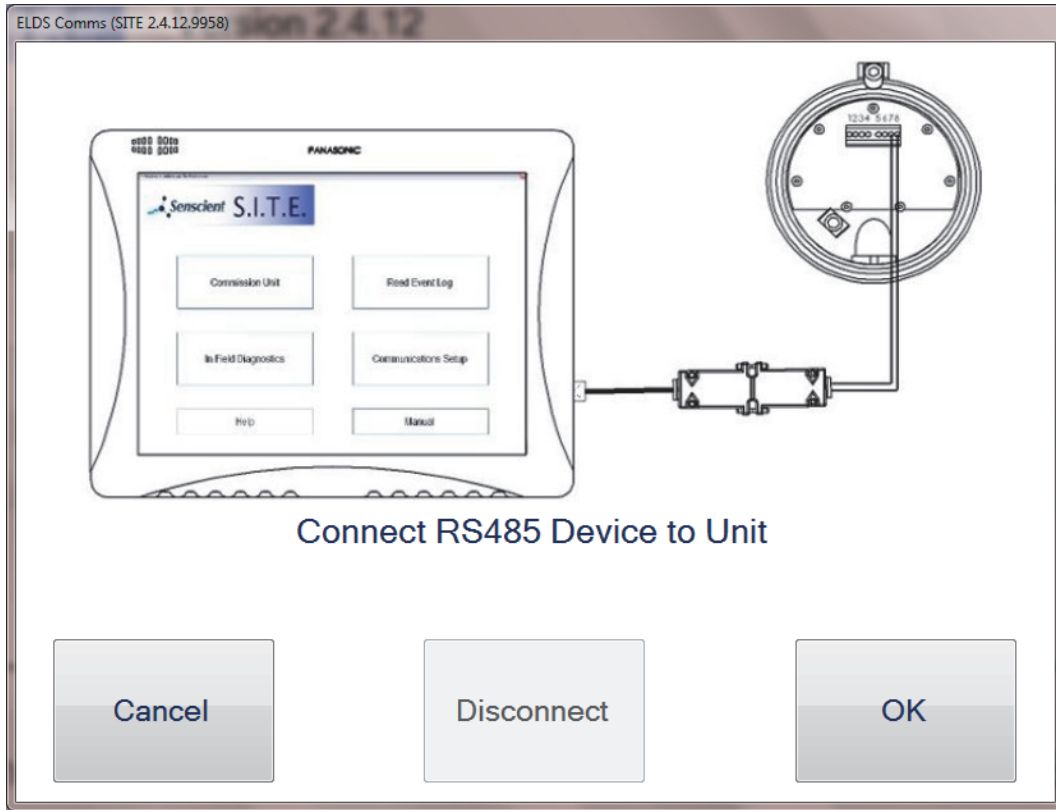 ELDS Comms (SITE 2.4.12.9958)
Version 2.4.12
1234 5678
PANASONIC
Senscient S.I.T.E.
Commission Unit
Read Event Log
In Field Diagnostics
Communications Setup
Help
Manual
Connect RS485 Device to Unit
Cancel
Disconnect
OK